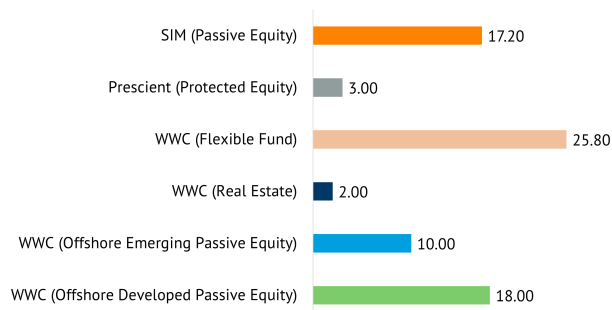 SIM (Passive Equity) 17.20
Prescient (Protected Equity) 3.00
WWC (Flexible Fund) 25.80
WWC (Real Estate) 2.00
WWC (Offshore Emerging Passive Equity) 10.00
WWC (Offshore Developed Passive Equity) 18.00